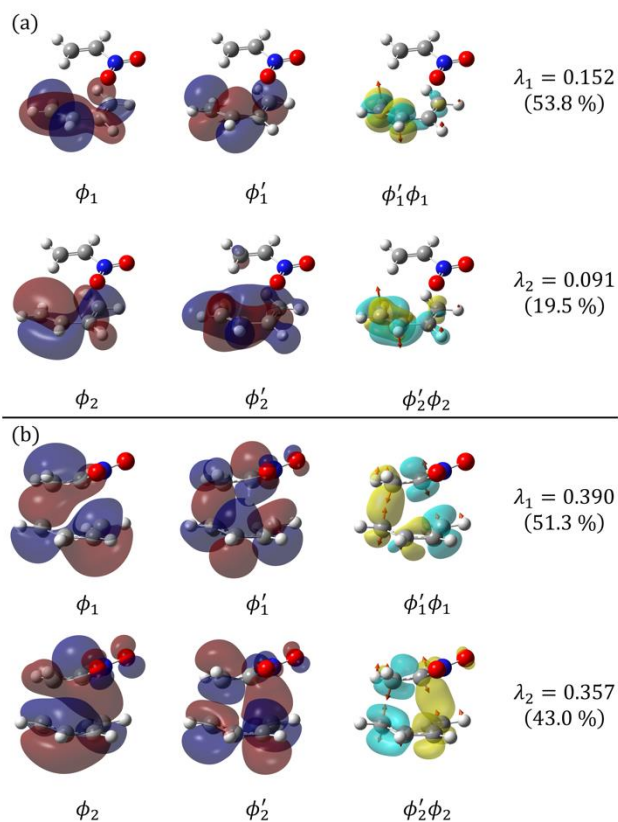 (a)
λ₁ = 0.152
(53.8 %)
ϕ₁ ϕ₁′ ϕ₁′ϕ₁
λ₂ = 0.091
(19.5 %)
ϕ₂ ϕ₂′ ϕ₂′ϕ₂
(b)
λ₁ = 0.390
(51.3 %)
ϕ₁ ϕ₁′ ϕ₁′ϕ₁
λ₂ = 0.357
(43.0 %)
ϕ₂ ϕ₂′ ϕ₂′ϕ₂